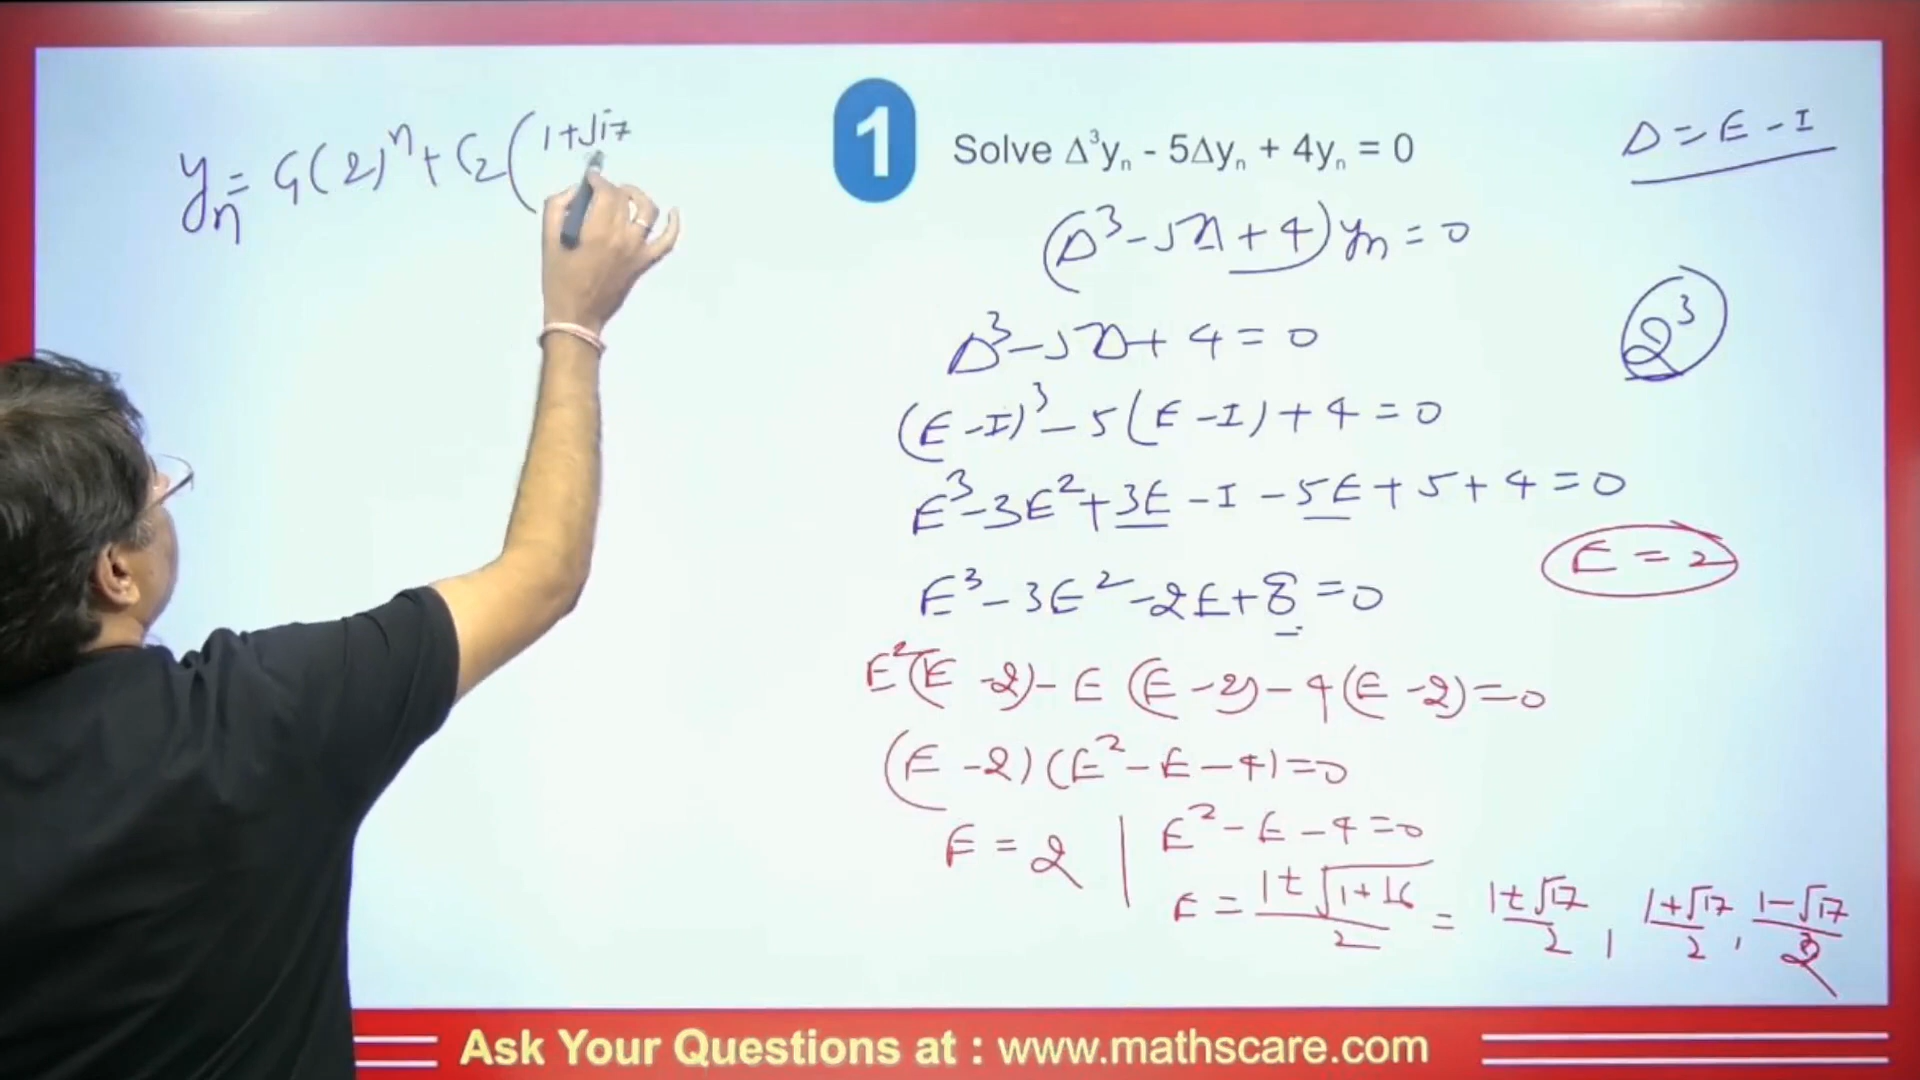 yₙ = C₁(2)ⁿ + C₂(1+√17
1
Solve Δ³yₙ - 5Δyₙ + 4yₙ = 0
Δ = E - I
(Δ³ - 5Δ + 4) yₙ = 0
Δ³ - 5Δ + 4 = 0
2³
(E - I)³ - 5(E - I) + 4 = 0
E³ - 3E² + 3E - I - 5E + 5 + 4 = 0
E = 2
E³ - 3E² - 2E + 8 = 0
E²(E - 2) - E(E - 2) - 4(E - 2) = 0
(E - 2)(E² - E - 4) = 0
E = 2 | E² - E - 4 = 0
E = 1±√1+16/2 = 1±√17/2, 1+√17/2, 1-√17/2
Ask Your Questions at : www.mathscare.com